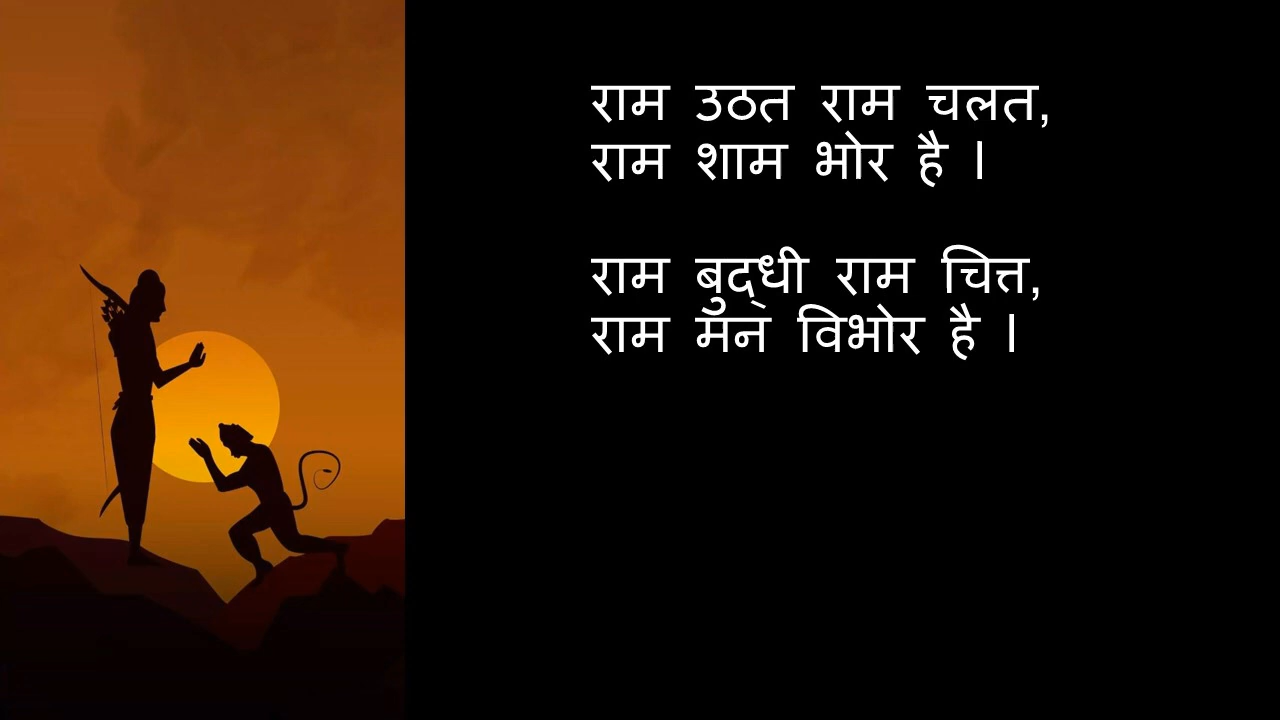 राम उठत राम चलत,
राम शाम भोर है ।
राम बुद्धी राम चित्त,
राम मन विभोर है ।